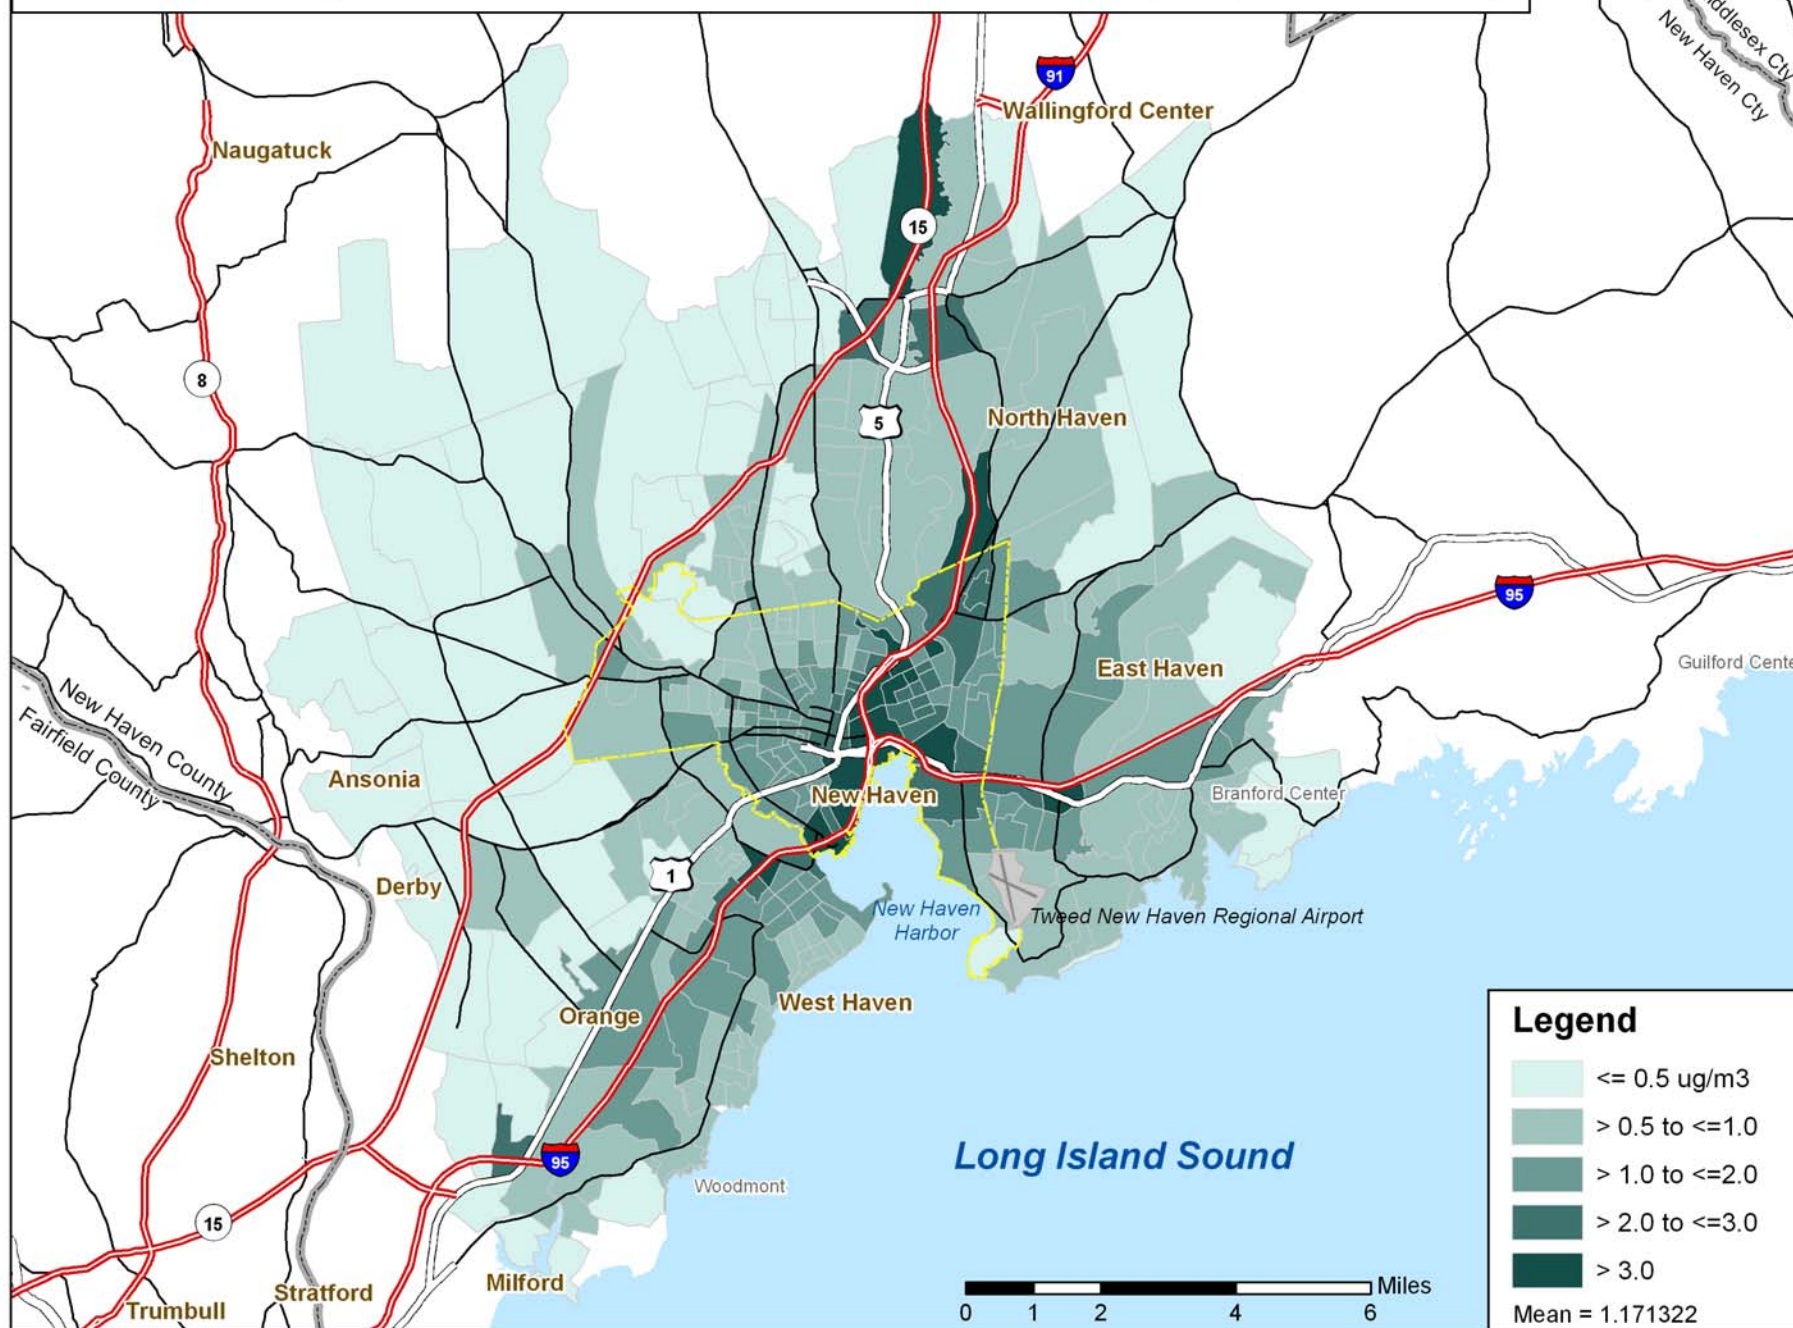 Middlesex Cty
New Haven Cty
91
Wallingford Center
Naugatuck
15
8
5
North Haven
95
East Haven
Guilford Cente
New Haven County
Fairfield County
Ansonia
New Haven
Branford Center
1
Derby
New Haven
Harbor
Tweed New Haven Regional Airport
West Haven
Orange
Shelton
95
Long Island Sound
Woodmont
15
Milford
Stratford
Trumbull
Miles
0 1 2 4 6
Legend
<= 0.5 ug/m3
> 0.5 to <=1.0
> 1.0 to <=2.0
> 2.0 to <=3.0
> 3.0
Mean = 1.171322